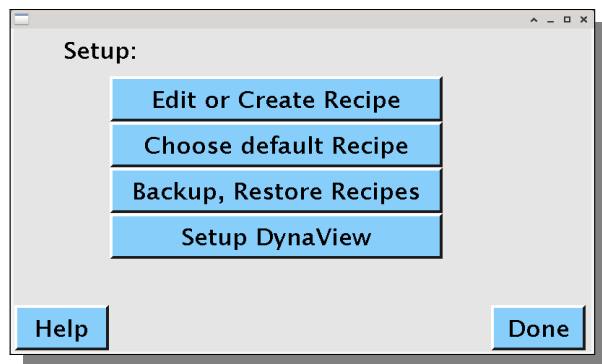 Setup:
Edit or Create Recipe
Choose default Recipe
Backup, Restore Recipes
Setup DynaView
Help
Done